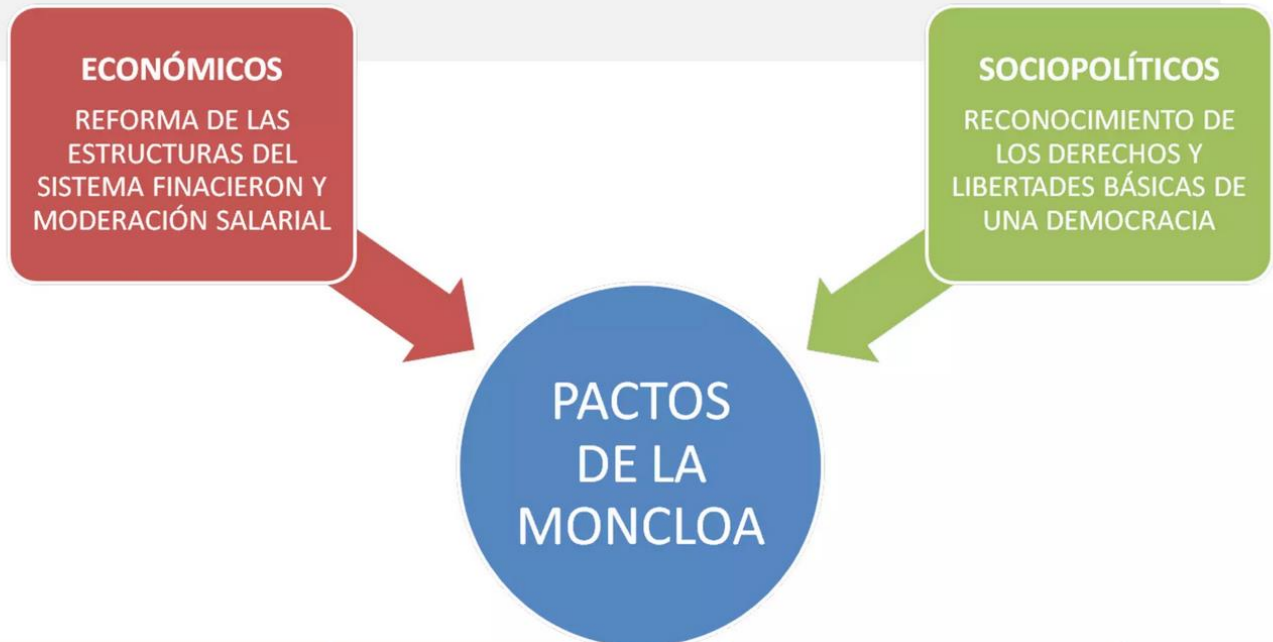 ECONÓMICOS
REFORMA DE LAS
ESTRUCTURAS DEL
SISTEMA FINACIERON Y
MODERACIÓN SALARIAL
SOCIOPOLÍTICOS
RECONOCIMIENTO DE
LOS DERECHOS Y
LIBERTADES BÁSICAS DE
UNA DEMOCRACIA
PACTOS
DE LA
MONCLOA